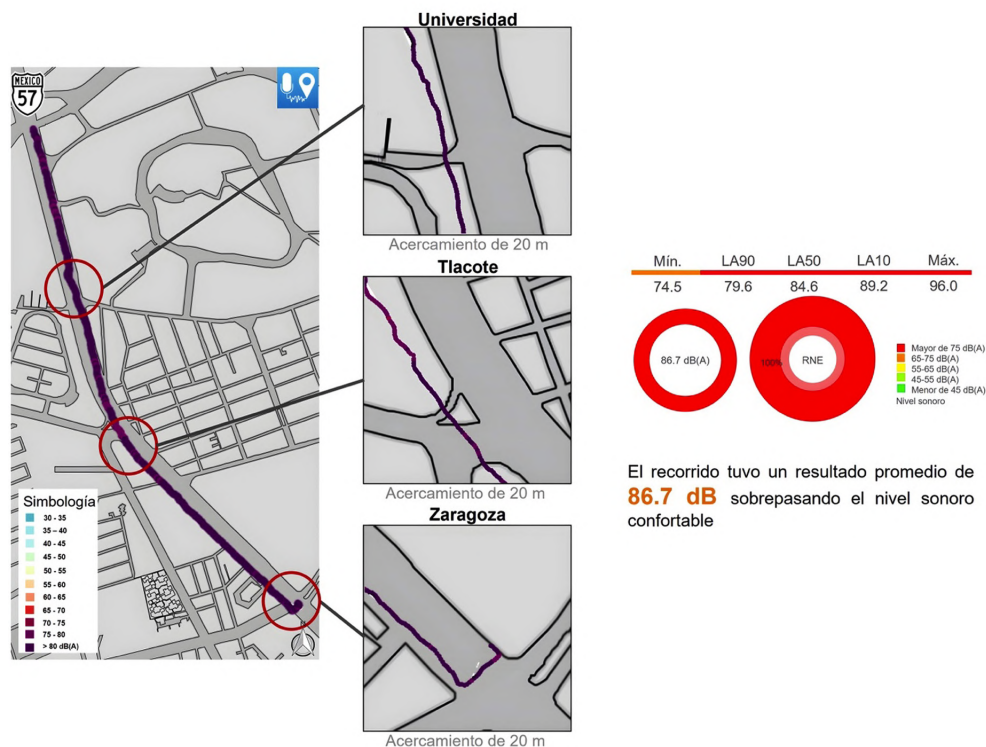 MEXICO
57
Simbología
30 - 35
35 – 40
40 - 45
45 - 50
50 - 55
55 - 60
60 - 65
65 - 70
70 - 75
75 - 80
> 80 dB(A)
Universidad
Acercamiento de 20 m
Tlacote
Acercamiento de 20 m
Zaragoza
Acercamiento de 20 m
Mín. LA90 LA50 LA10 Máx.
74.5 79.6 84.6 89.2 96.0
86.7 dB(A)
100%
RNE
Mayor de 75 dB(A)
65-75 dB(A)
55-65 dB(A)
45-55 dB(A)
Menor de 45 dB(A)
Nivel sonoro
El recorrido tuvo un resultado promedio de
86.7 dB sobrepasando el nivel sonoro
confortable